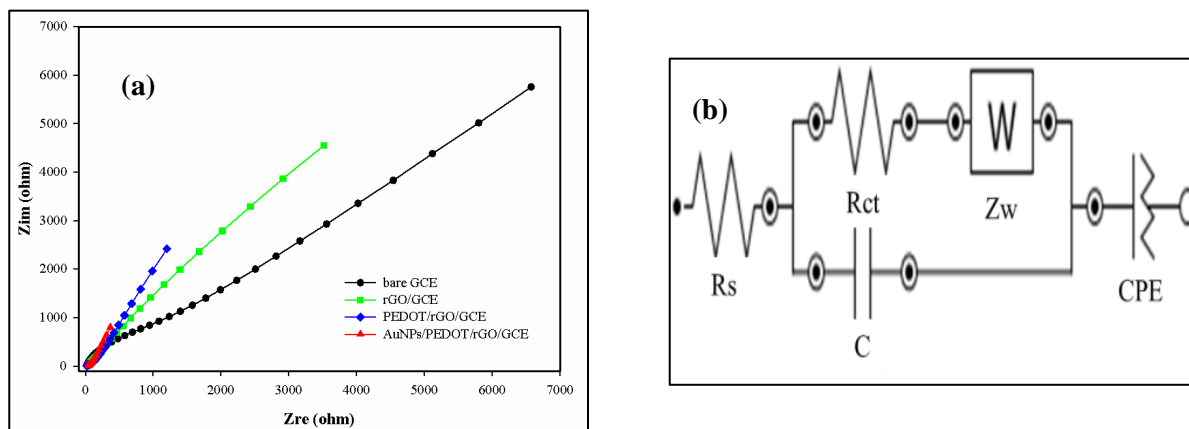 (a)
7000
6000
5000
4000
3000
2000
1000
0
Zim (ohm)
bare GCE
rGO/GCE
PEDOT/rGO/GCE
AuNPs/PEDOT/rGO/GCE
0 1000 2000 3000 4000 5000 6000 7000
Zre (ohm)
(b)
W
Rct
Zw
Rs
C
CPE